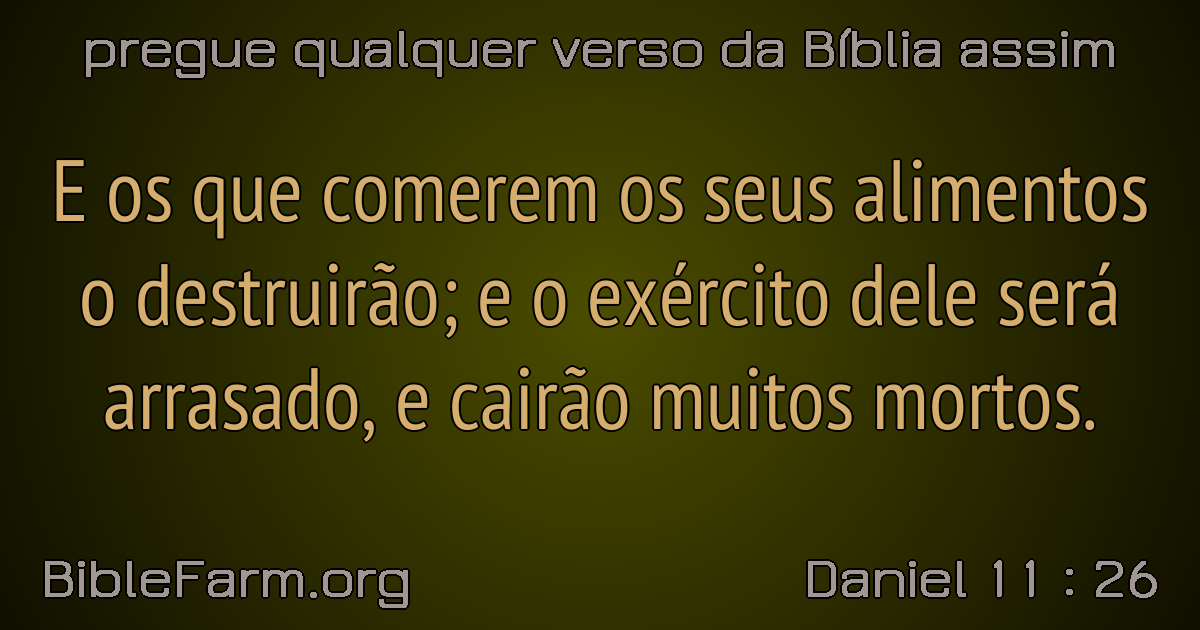 pregue qualquer verso da Bíblia assim
E os que comerem os seus alimentos
o destruirão; e o exército dele será
arrasado, e cairão muitos mortos.
BibleFarm.org
Daniel 11 : 26